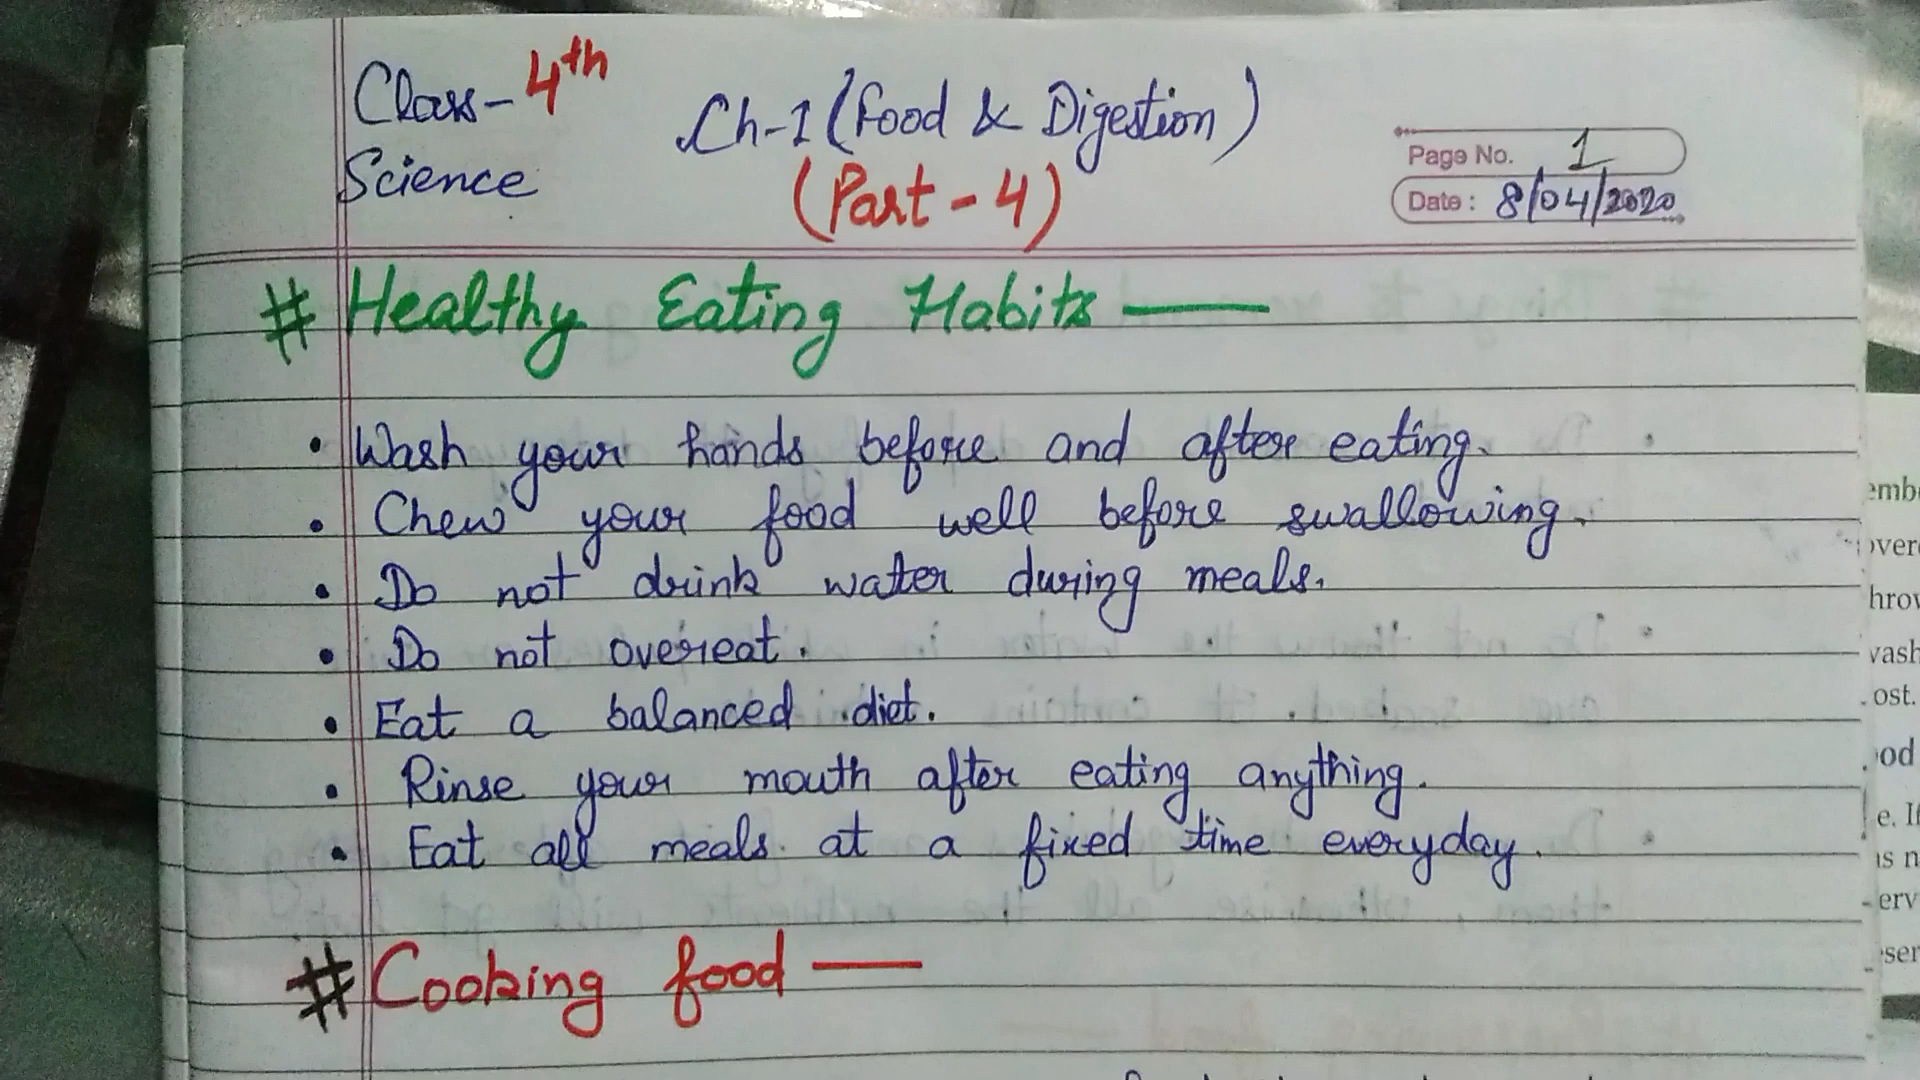 Class- 4th
Science
Ch-1 (Food & Digestion)
(Part - 4)
Page No. 1
Date: 8/04/2020
# Healthy Eating Habits —
• Wash your hands before and after eating.
• Chew your food well before swallowing.
• Do not drink water during meals.
• Do not overeat.
• Eat a balanced diet.
• Rinse your mouth after eating anything.
• Eat all meals at a fixed time everyday.
# Cooking food —
ost.
e. If